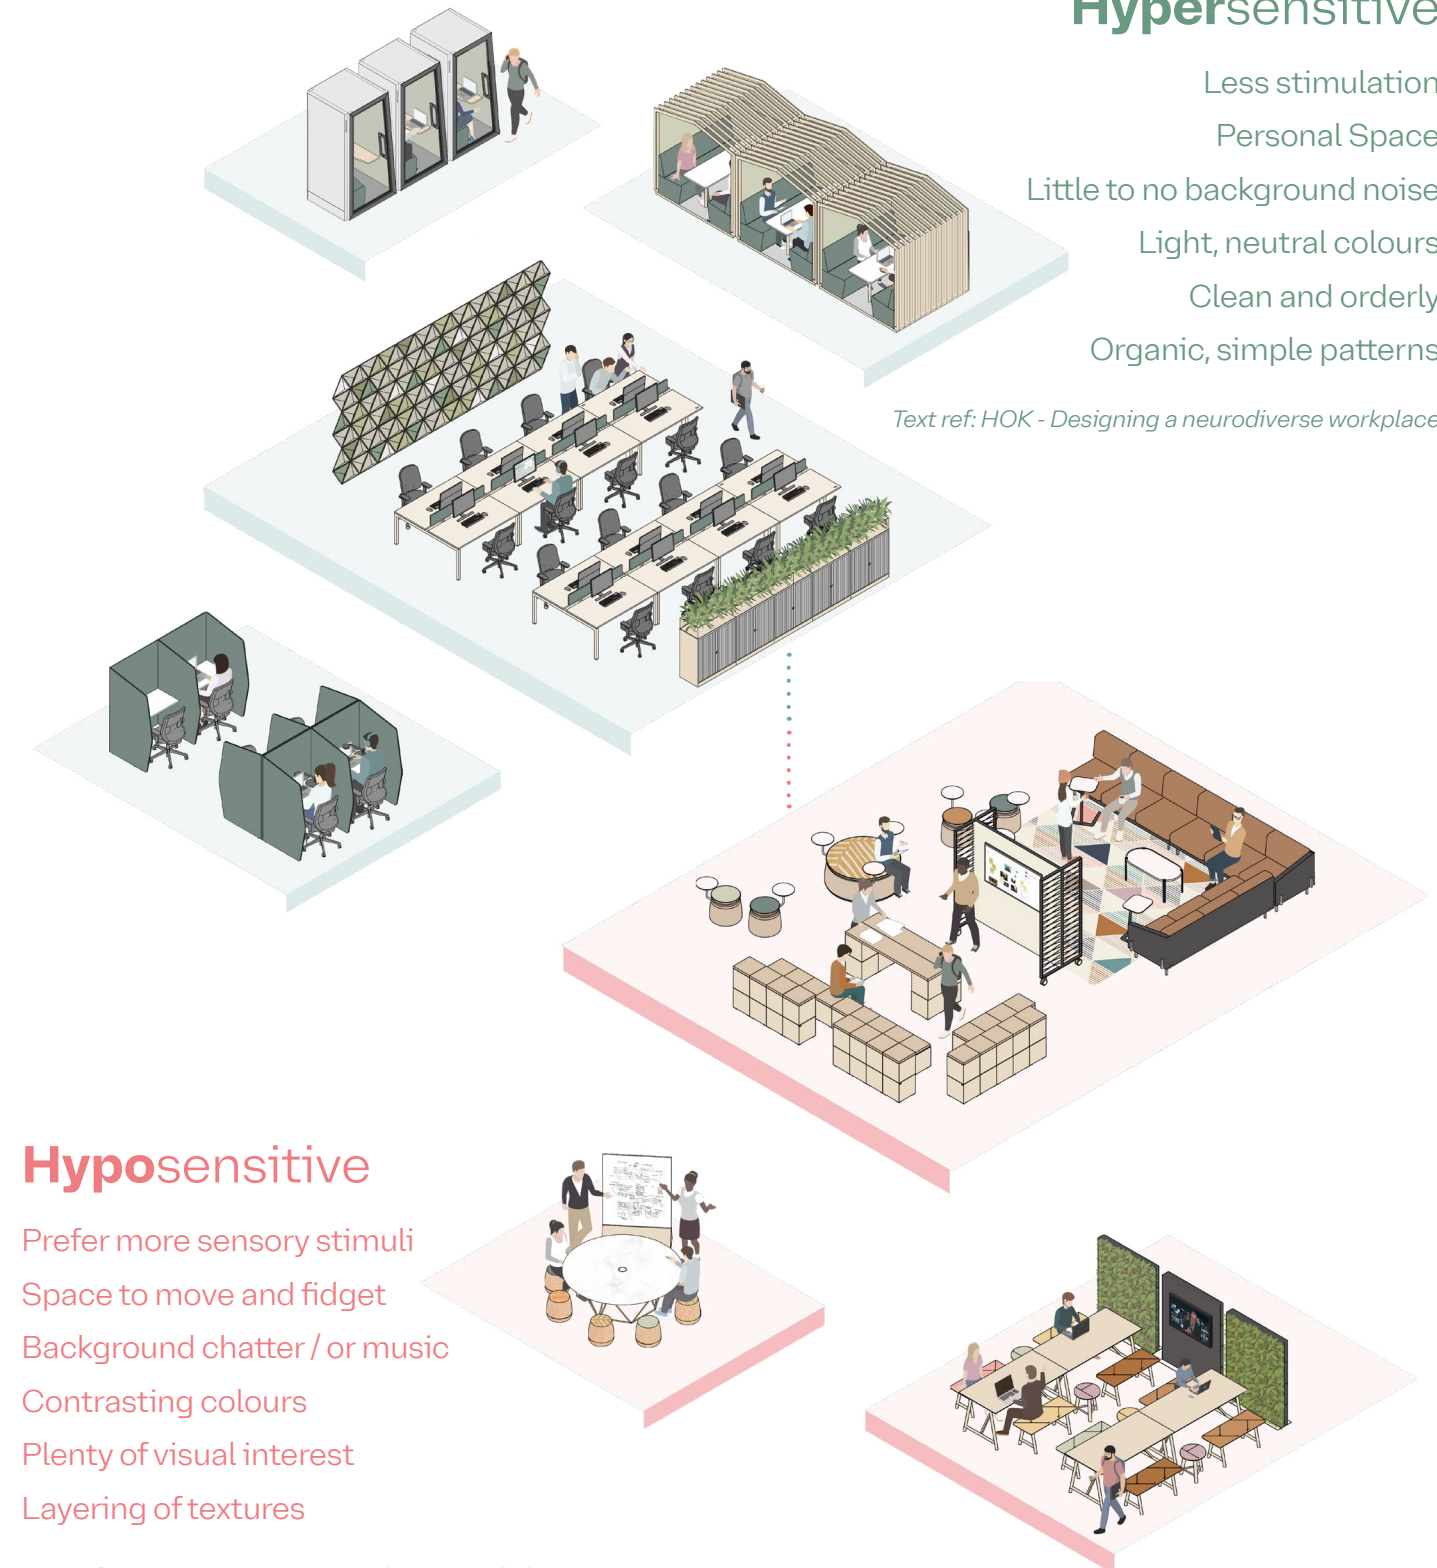 Hypersensitive
Less stimulation
Personal Space
Little to no background noise
Light, neutral colours
Clean and orderly
Organic, simple patterns
Text ref: HOK - Designing a neurodiverse workplace
Hyposensitive
Prefer more sensory stimuli
Space to move and fidget
Background chatter / or music
Contrasting colours
Plenty of visual interest
Layering of textures